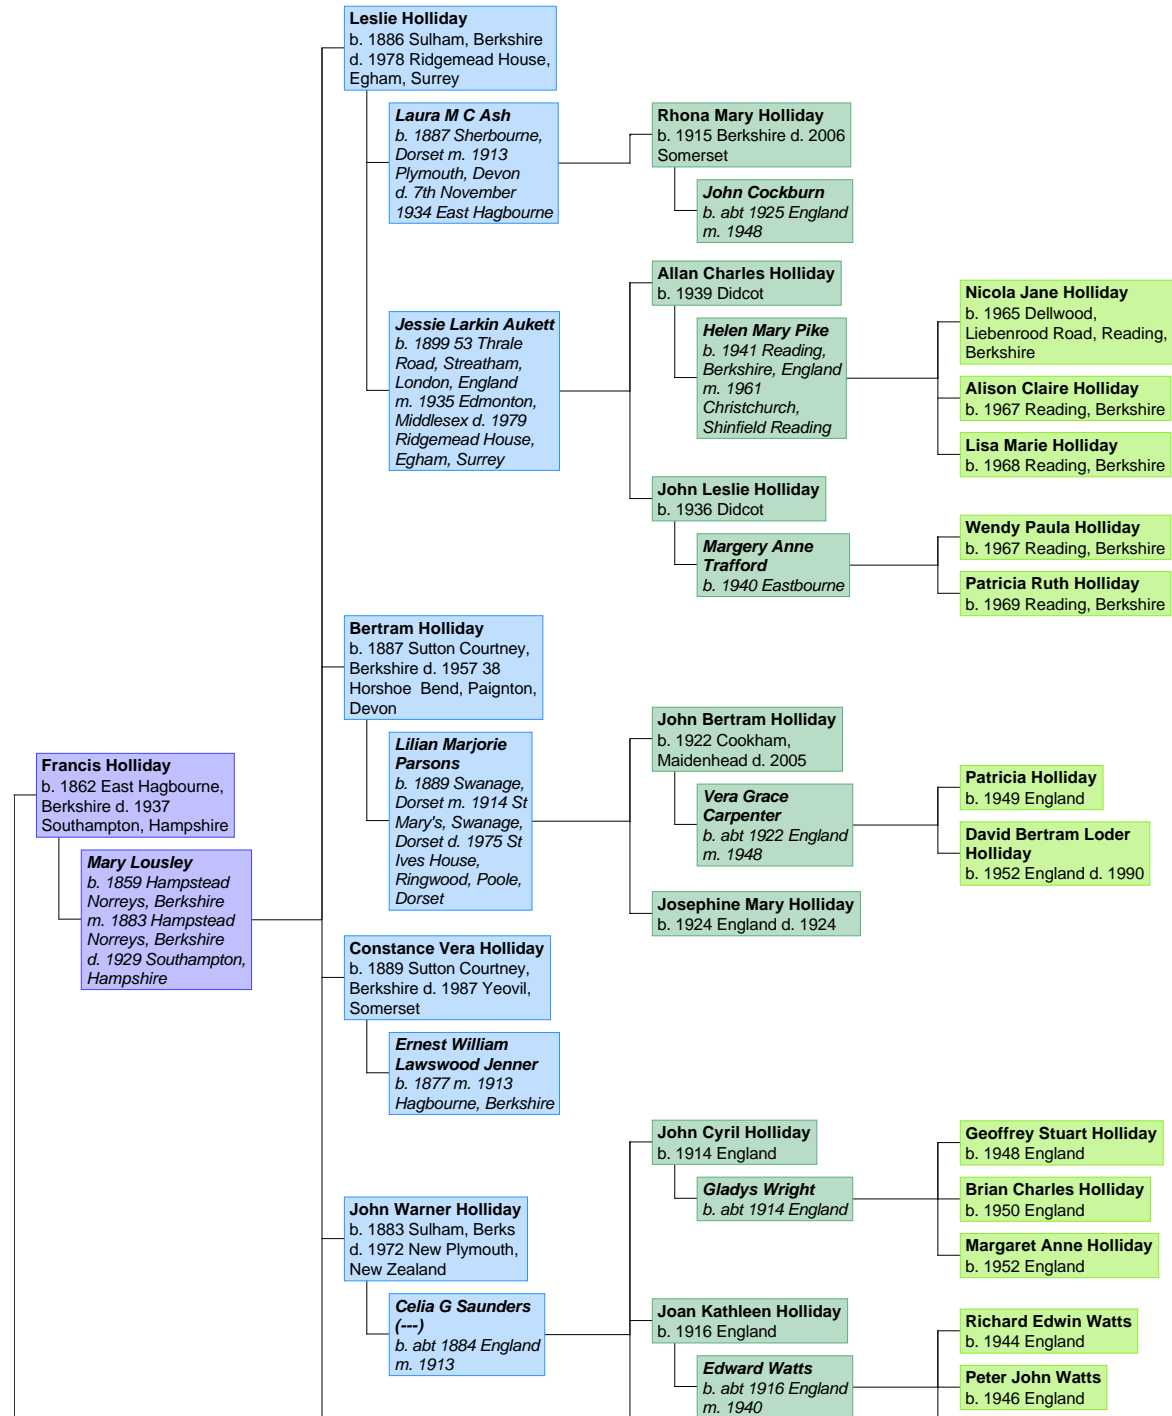 Leslie Holliday
b. 1886 Sulham, Berkshire
d. 1978 Ridgemead House,
Egham, Surrey
Laura M C Ash
b. 1887 Sherbourne,
Dorset m. 1913
Plymouth, Devon
d. 7th November
1934 East Hagbourne
Rhona Mary Holliday
b. 1915 Berkshire d. 2006
Somerset
John Cockburn
b. abt 1925 England
m. 1948
Jessie Larkin Aukett
b. 1899 53 Thrale
Road, Streatham,
London, England
m. 1935 Edmonton,
Middlesex d. 1979
Ridgemead House,
Egham, Surrey
Allan Charles Holliday
b. 1939 Didcot
Helen Mary Pike
b. 1941 Reading,
Berkshire, England
m. 1961
Christchurch,
Shinfield Reading
Nicola Jane Holliday
b. 1965 Dellwood,
Liebenrood Road, Reading,
Berkshire
Alison Claire Holliday
b. 1967 Reading, Berkshire
Lisa Marie Holliday
b. 1968 Reading, Berkshire
John Leslie Holliday
b. 1936 Didcot
Margery Anne
Trafford
b. 1940 Eastbourne
Wendy Paula Holliday
b. 1967 Reading, Berkshire
Patricia Ruth Holliday
b. 1969 Reading, Berkshire
Bertram Holliday
b. 1887 Sutton Courtney,
Berkshire d. 1957 38
Horshoe Bend, Paignton,
Devon
Lilian Marjorie
Parsons
b. 1889 Swanage,
Dorset m. 1914 St
Mary's, Swanage,
Dorset d. 1975 St
Ives House,
Ringwood, Poole,
Dorset
John Bertram Holliday
b. 1922 Cookham,
Maidenhead d. 2005
Vera Grace
Carpenter
b. abt 1922 England
m. 1948
Patricia Holliday
b. 1949 England
David Bertram Loder
Holliday
b. 1952 England d. 1990
Josephine Mary Holliday
b. 1924 England d. 1924
Francis Holliday
b. 1862 East Hagbourne,
Berkshire d. 1937
Southampton, Hampshire
Mary Lousley
b. 1859 Hampstead
Norreys, Berkshire
m. 1883 Hampstead
Norreys, Berkshire
d. 1929 Southampton,
Hampshire
Constance Vera Holliday
b. 1889 Sutton Courtney,
Berkshire d. 1987 Yeovil,
Somerset
Ernest William
Lawswood Jenner
b. 1877 m. 1913
Hagbourne, Berkshire
John Warner Holliday
b. 1883 Sulham, Berks
d. 1972 New Plymouth,
New Zealand
Celia G Saunders
(---)
b. abt 1884 England
m. 1913
John Cyril Holliday
b. 1914 England
Gladys Wright
b. abt 1914 England
Geoffrey Stuart Holliday
b. 1948 England
Brian Charles Holliday
b. 1950 England
Margaret Anne Holliday
b. 1952 England
Joan Kathleen Holliday
b. 1916 England
Edward Watts
b. abt 1916 England
m. 1940
Richard Edwin Watts
b. 1944 England
Peter John Watts
b. 1946 England